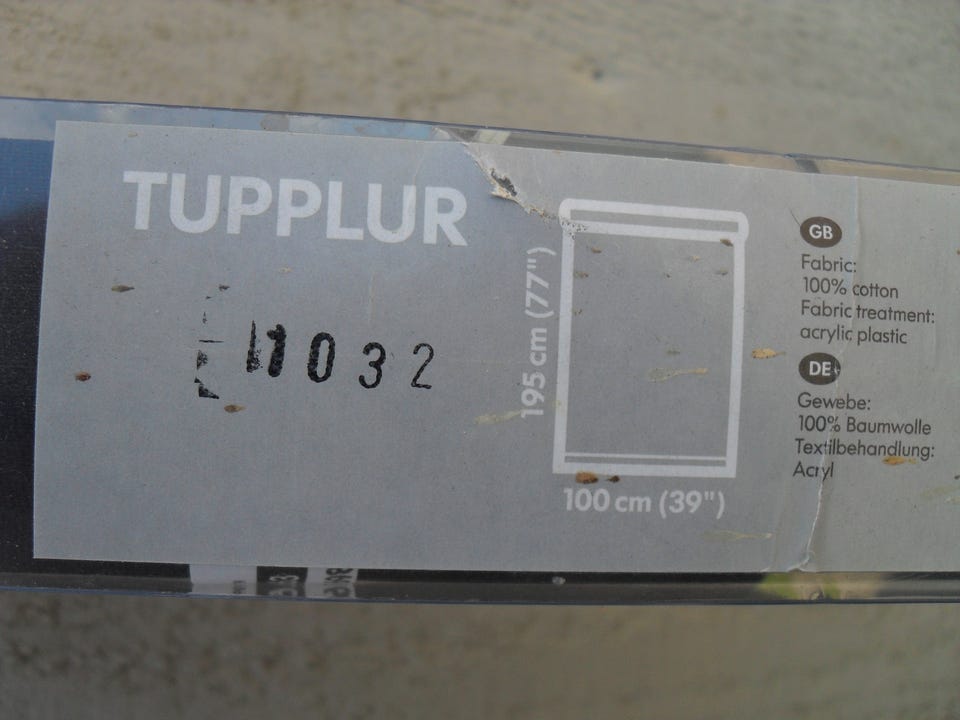 TUPPLUR
1032
195 cm (77")
100 cm (39")
GB
Fabric:
100% cotton
Fabric treatment:
acrylic plastic
DE
Gewebe:
100% Baumwolle
Textilbehandlung:
Acryl